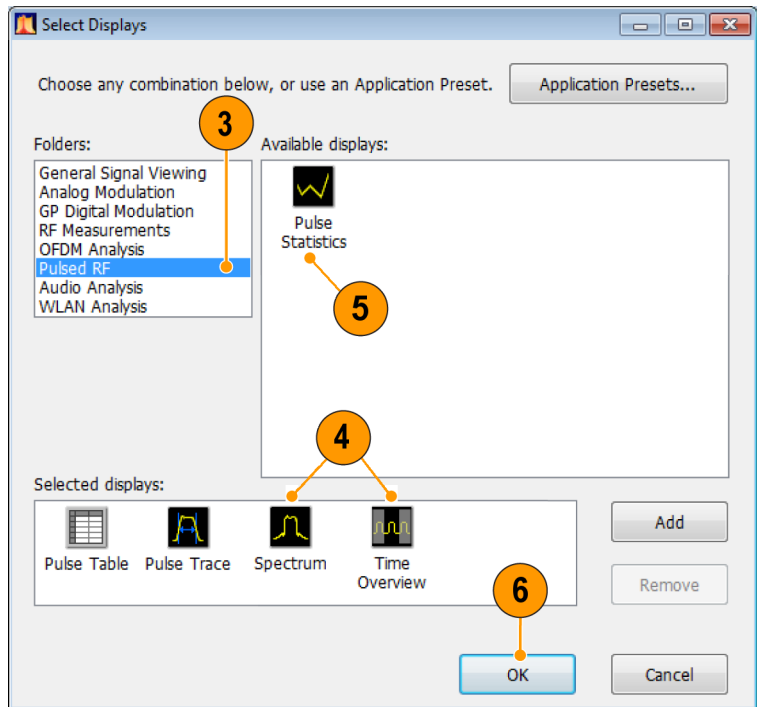 Select Displays
Choose any combination below, or use an Application Preset.
Application Presets...
3
Folders:
Available displays:
General Signal Viewing
Analog Modulation
GP Digital Modulation
RF Measurements
OFDM Analysis
Pulsed RF
Audio Analysis
WLAN Analysis
Pulse
Statistics
5
4
Selected displays:
Pulse Table
Pulse Trace
Spectrum
Time
Overview
Add
Remove
6
OK
Cancel